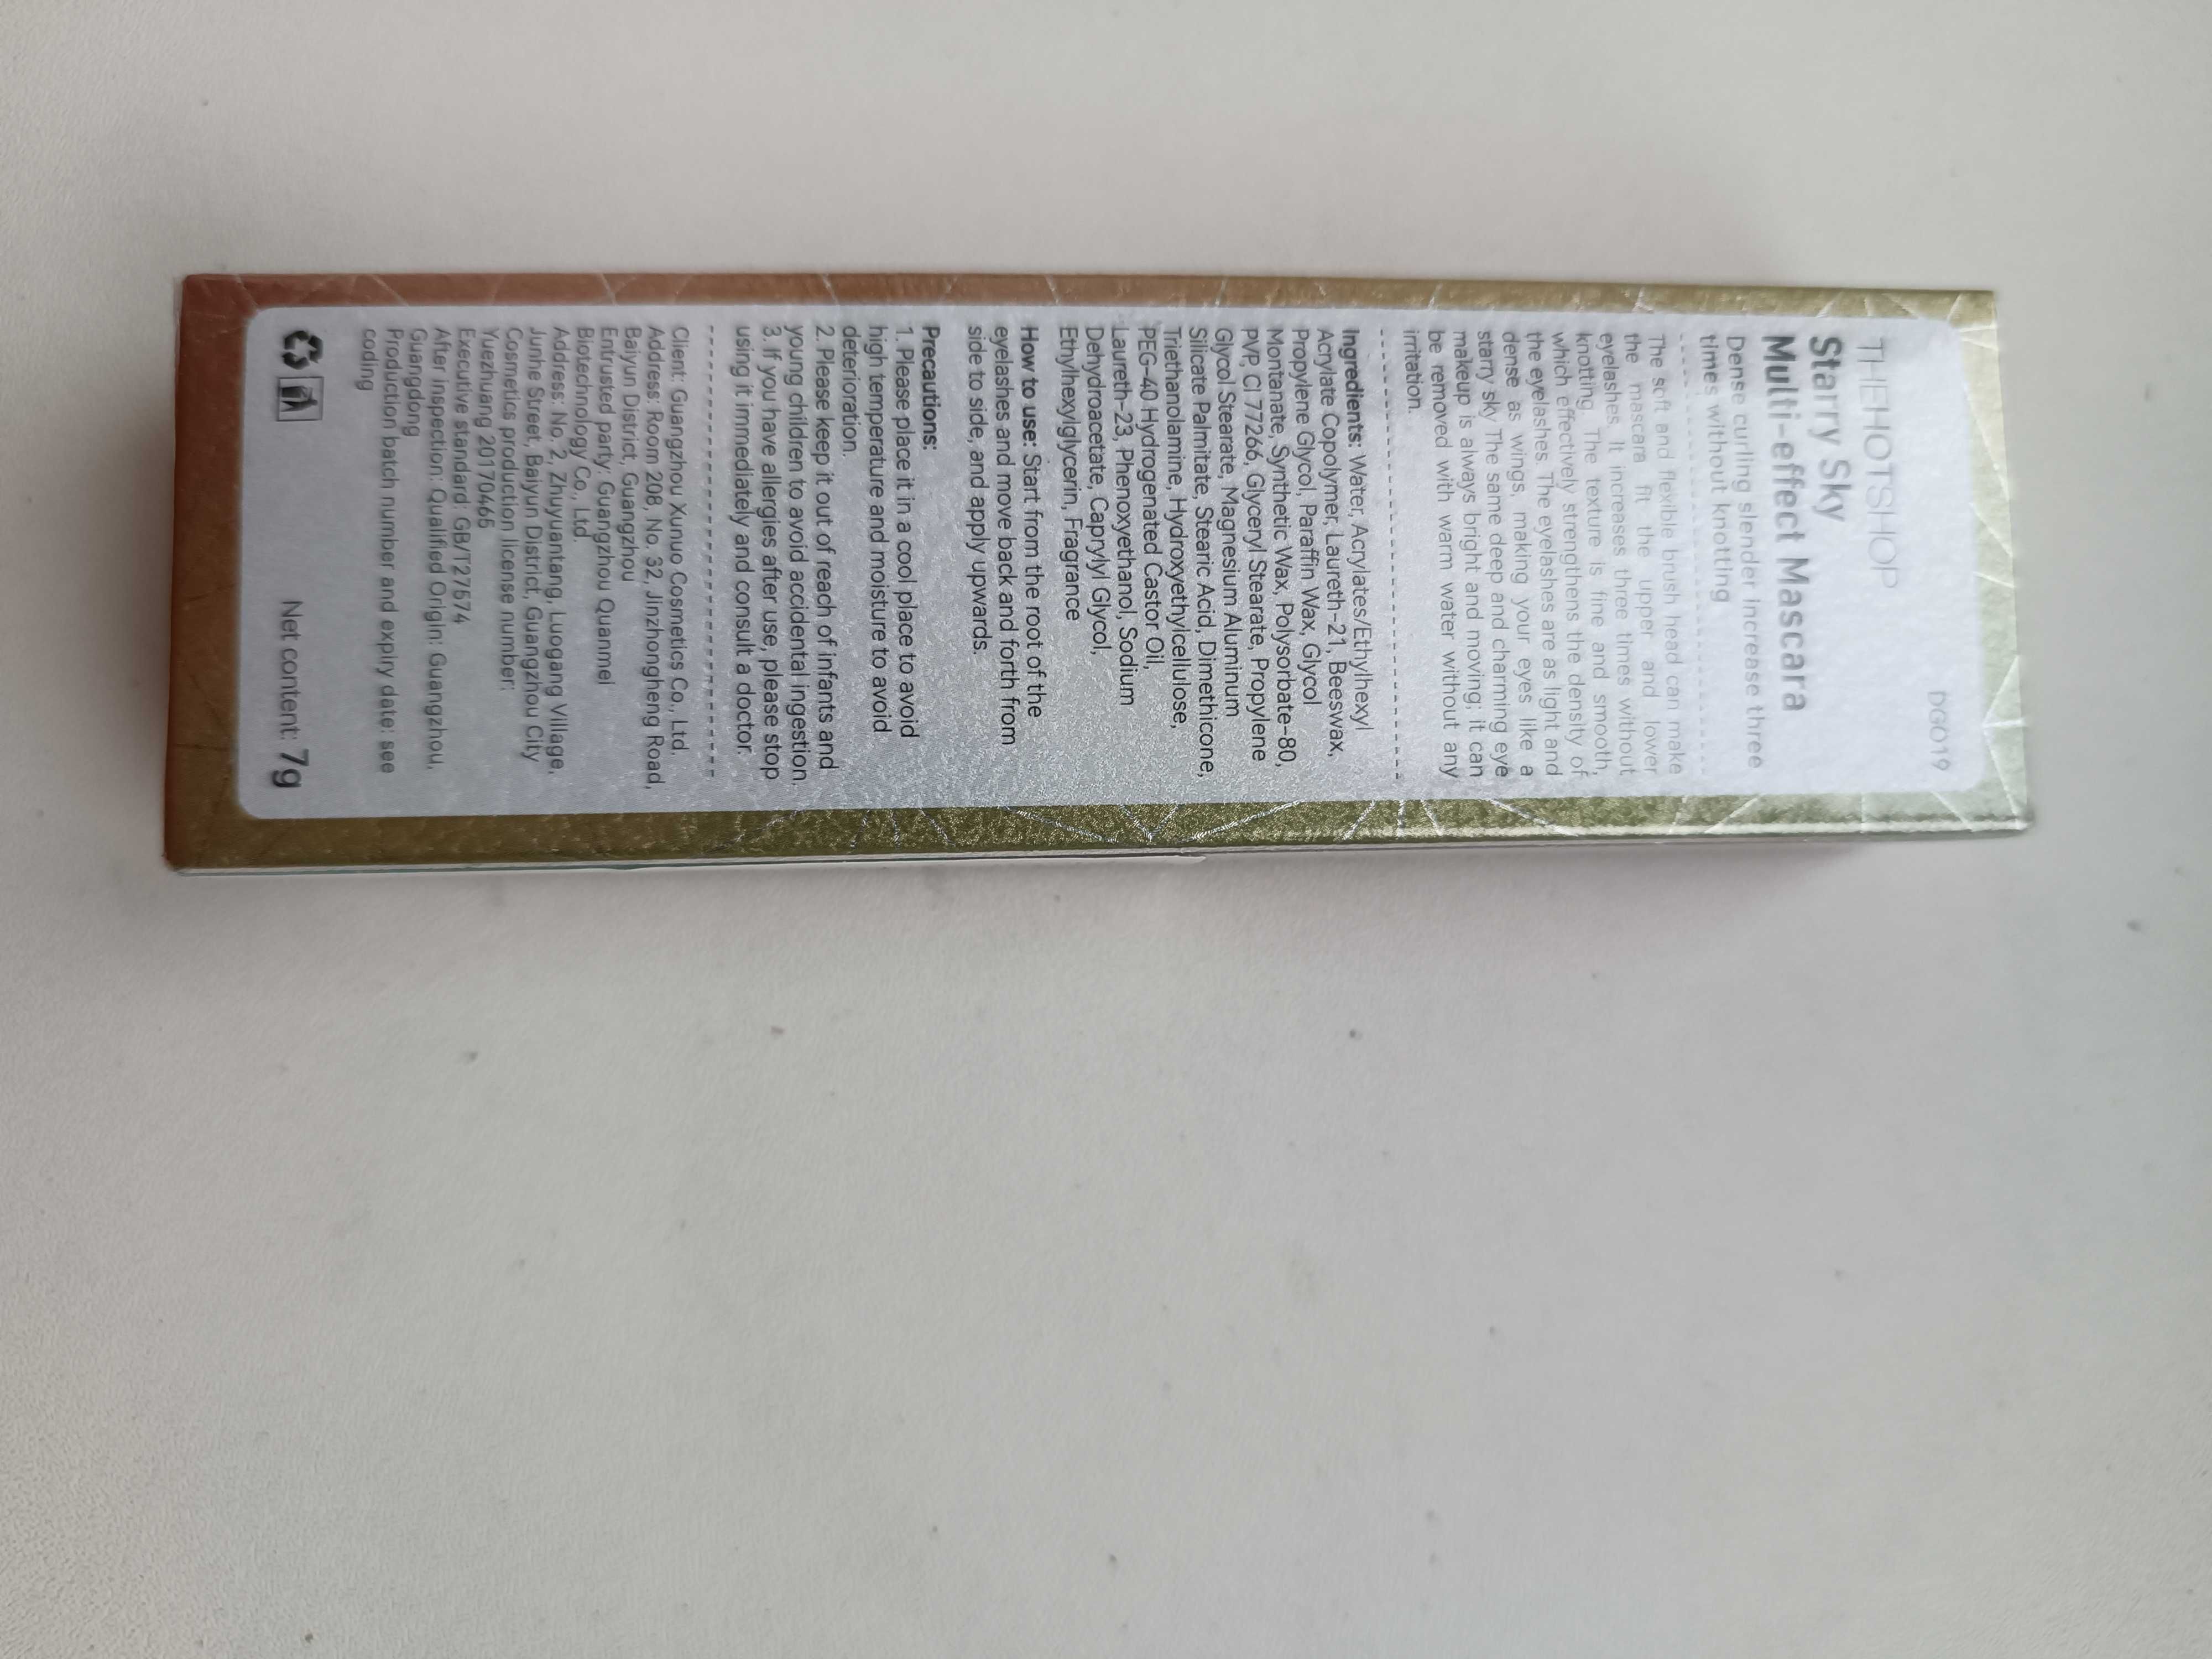 DG019
THEHOTSHOP
Starry Sky
Multi-effect Mascara
Dense curling slender increase three
times without knotting
The soft and flexible brush head can make
the mascara fit the upper and lower
eyelashes. It increases three times without
knotting. The texture is fine and smooth,
which effectively strengthens the density of
the eyelashes. The eyelashes are as light and
dense as wings, making your eyes like a
starry sky The same deep and charming eye
makeup is always bright and moving; it can
be removed with warm water without any
irritation.
Ingredients: Water, Acrylates/Ethylhexyl
Acrylate Copolymer, Laureth-21, Beeswax,
Propylene Glycol, Paraffin Wax, Glycol
Montanate, Synthetic Wax, Polysorbate-80,
PVP, CI 77266, Glyceryl Stearate, Propylene
Glycol Stearate, Magnesium Aluminum
Silicate Palmitate, Stearic Acid, Dimethicone,
Triethanolamine, Hydroxyethylcellulose,
PEG-40 Hydrogenated Castor Oil,
Laureth-23, Phenoxyethanol, Sodium
Dehydroacetate, Caprylyl Glycol,
Ethylhexylglycerin, Fragrance
How to use: Start from the root of the
eyelashes and move back and forth from
side to side, and apply upwards.
Precautions:
1. Please place it in a cool place to avoid
high temperature and moisture to avoid
deterioration.
2. Please keep it out of reach of infants and
young children to avoid accidental ingestion.
3. If you have allergies after use, please stop
using it immediately and consult a doctor.
Client: Guangzhou Xunuo Cosmetics Co., Ltd.
Address: Room 208, No. 32, Jinzhongheng Road,
Baiyun District, Guangzhou
Entrusted party: Guangzhou Quanmei
Biotechnology Co., Ltd.
Address: No. 2, Zhuyuantang, Luogang Village,
Junhe Street, Baiyun District, Guangzhou City
Cosmetics production license number:
Yuezhuang 20170465
Executive standard: GB/T27574
After inspection: Qualified Origin: Guangzhou,
Guangdong
Production batch number and expiry date: see
coding
Net content: 7g